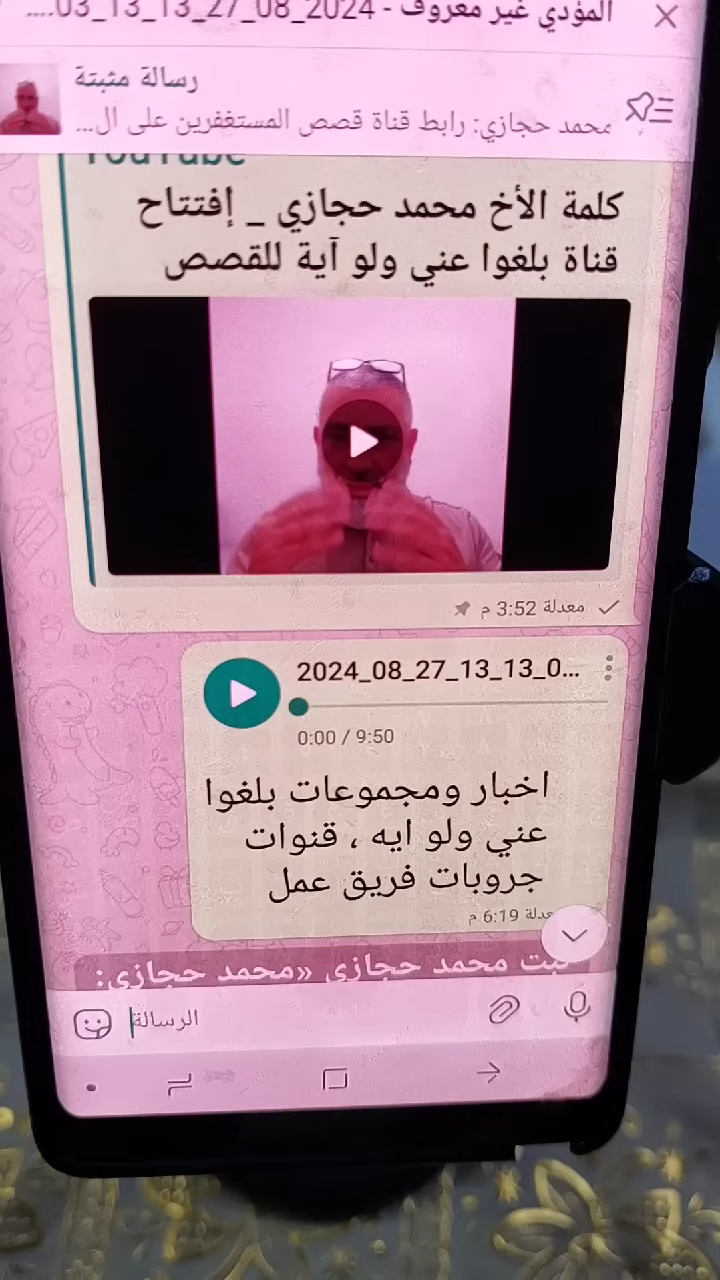 المؤدي غير معروف - 2024_08_27_13_13_03....
رسالة مثبتة
محمد حجازي: رابط قناة قصص المستغفرين على ال...
YouTube
كلمة الأخ محمد حجازي _ إفتتاح
قناة بلغوا عني ولو آية للقصص
معدلة 3:52 م
2024_08_27_13_13_0...
0:00 / 9:50
اخبار ومجموعات بلغوا
عني ولو ايه ، قنوات
جروبات فريق عمل
6:19 م
محمد حجازي «محمد حجازي:
الرسالة